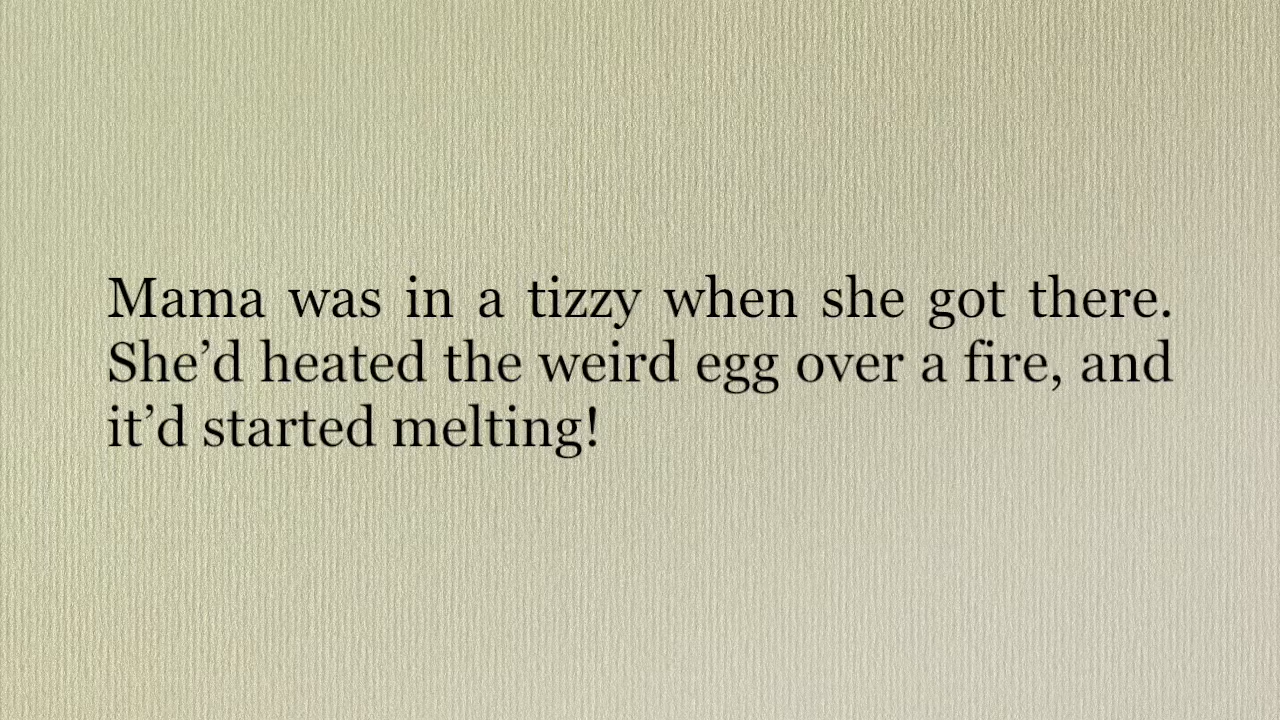 Mama was in a tizzy when she got there.
She’d heated the weird egg over a fire, and
it’d started melting!